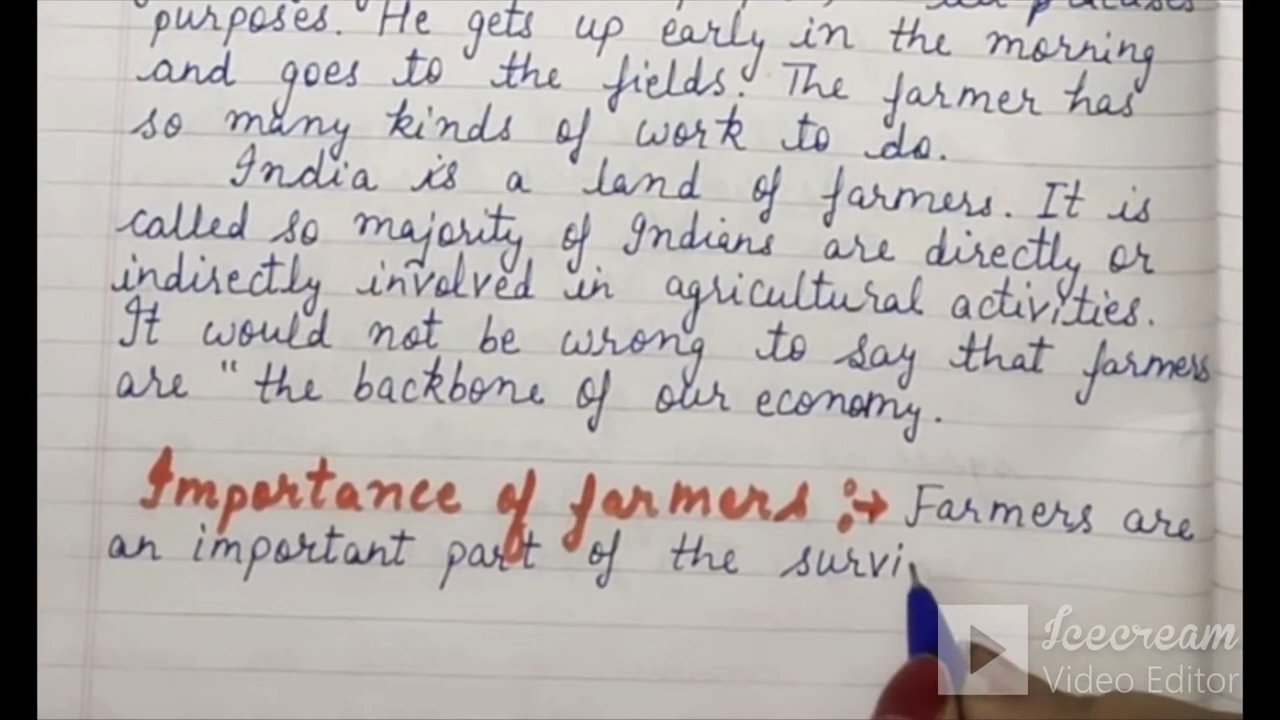 purposes. He gets up early in the morning
and goes to the fields. The farmer has
so many kinds of work to do.
India is a land of farmers. It is
called so majority of Indians are directly or
indirectly involved in agricultural activities.
It would not be wrong to say that farmers
are " the backbone of our economy.
Importance of farmers :→ Farmers are
an important part of the survi
Icecream
Video Editor